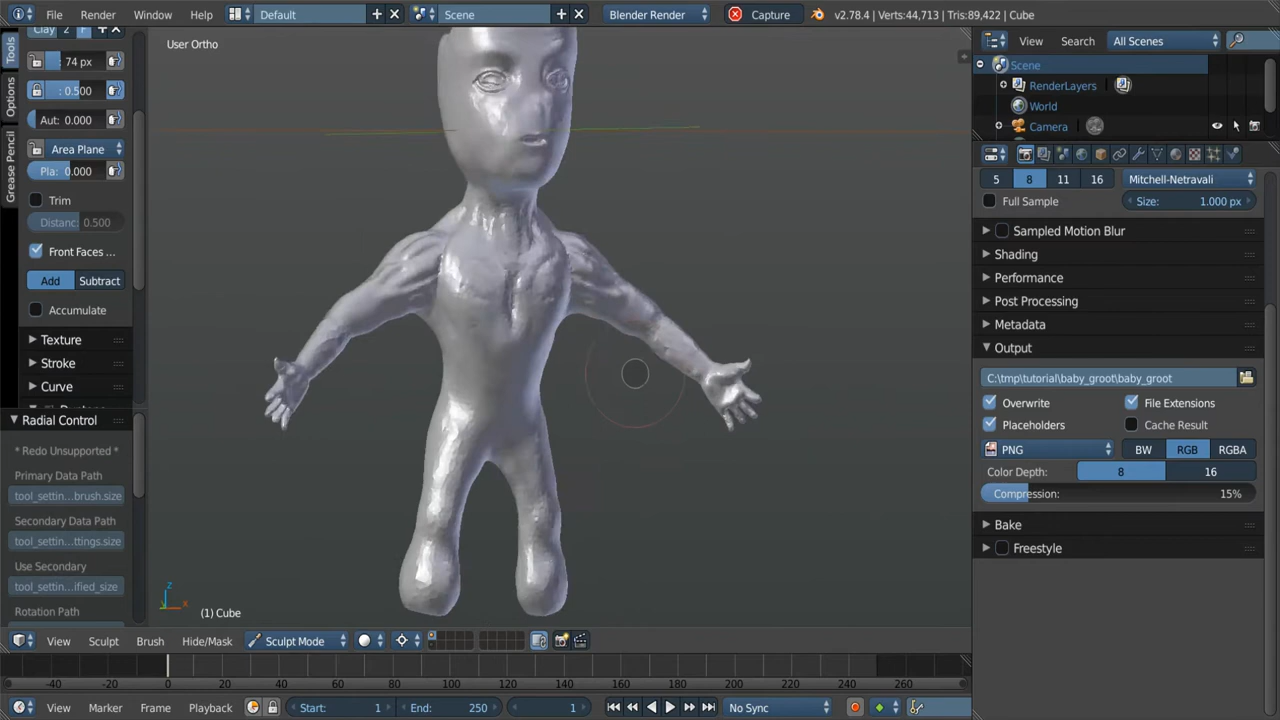 File Render Window Help Default Scene Blender Render Capture v2.78.4 | Verts:44,713 | Tris:89,422 | Cube
Tools
Options
Grease Pencil
Clay 2 F
: 74 px
: 0.500
Aut: 0.000
Area Plane
Pla: 0.000
Trim
Distanc: 0.500
Front Faces ...
Add Subtract
Accumulate
Texture
Stroke
Curve
Radial Control
* Redo Unsupported *
Primary Data Path
tool_settin...brush.size
Secondary Data Path
tool_settin...ttings.size
Use Secondary
tool_settin...ified_size
Rotation Path
User Ortho
z
x
(1) Cube
View Sculpt Brush Hide/Mask Sculpt Mode
-40 -20 0 20 40 60 80 100 120 140 160 180 200 220 240 260
View Marker Frame Playback Start: 1 End: 250 1 No Sync
View Search All Scenes
Scene
RenderLayers
World
Camera
5 8 11 16 Mitchell-Netravali
Full Sample Size: 1.000 px
Sampled Motion Blur
Shading
Performance
Post Processing
Metadata
Output
C:\tmp\tutorial\baby_groot\baby_groot
Overwrite File Extensions
Placeholders Cache Result
PNG BW RGB RGBA
Color Depth: 8 16
Compression: 15%
Bake
Freestyle